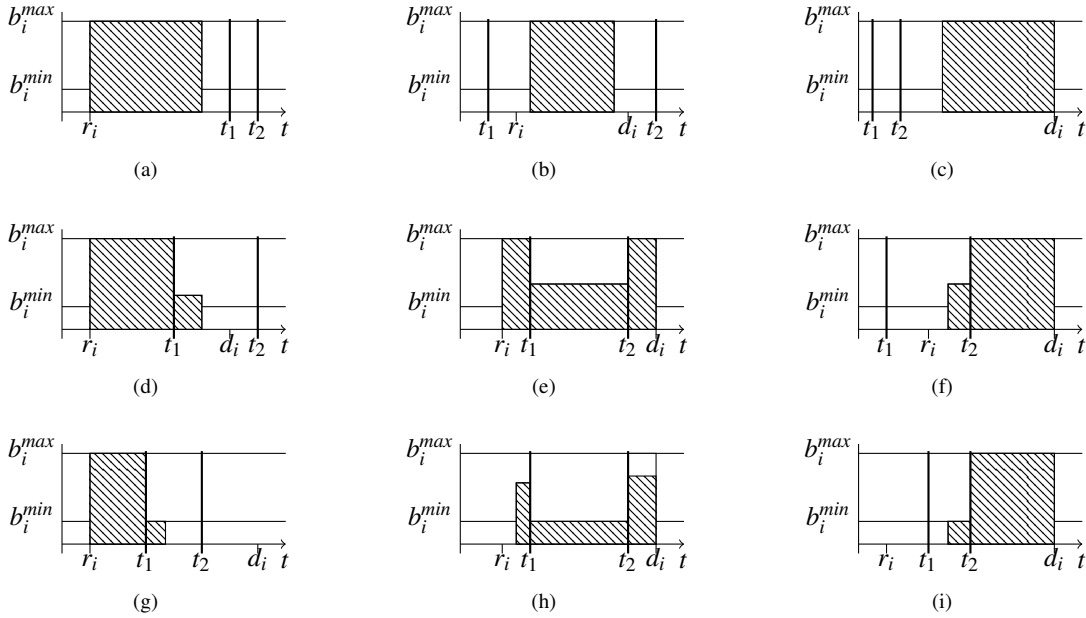 b_i^{max} b_i^{max} b_i^{max}
b_i^{min} b_i^{min} b_i^{min}
r_i t_1 t_2 t t_1 r_i d_i t_2 t t_1 t_2 d_i t
(a) (b) (c)
b_i^{max} b_i^{max} b_i^{max}
b_i^{min} b_i^{min} b_i^{min}
r_i t_1 d_i t_2 t r_i t_1 t_2 d_i t t_1 r_i t_2 d_i t
(d) (e) (f)
b_i^{max} b_i^{max} b_i^{max}
b_i^{min} b_i^{min} b_i^{min}
r_i t_1 t_2 d_i t r_i t_1 t_2 d_i t r_i t_1 t_2 d_i t
(g) (h) (i)